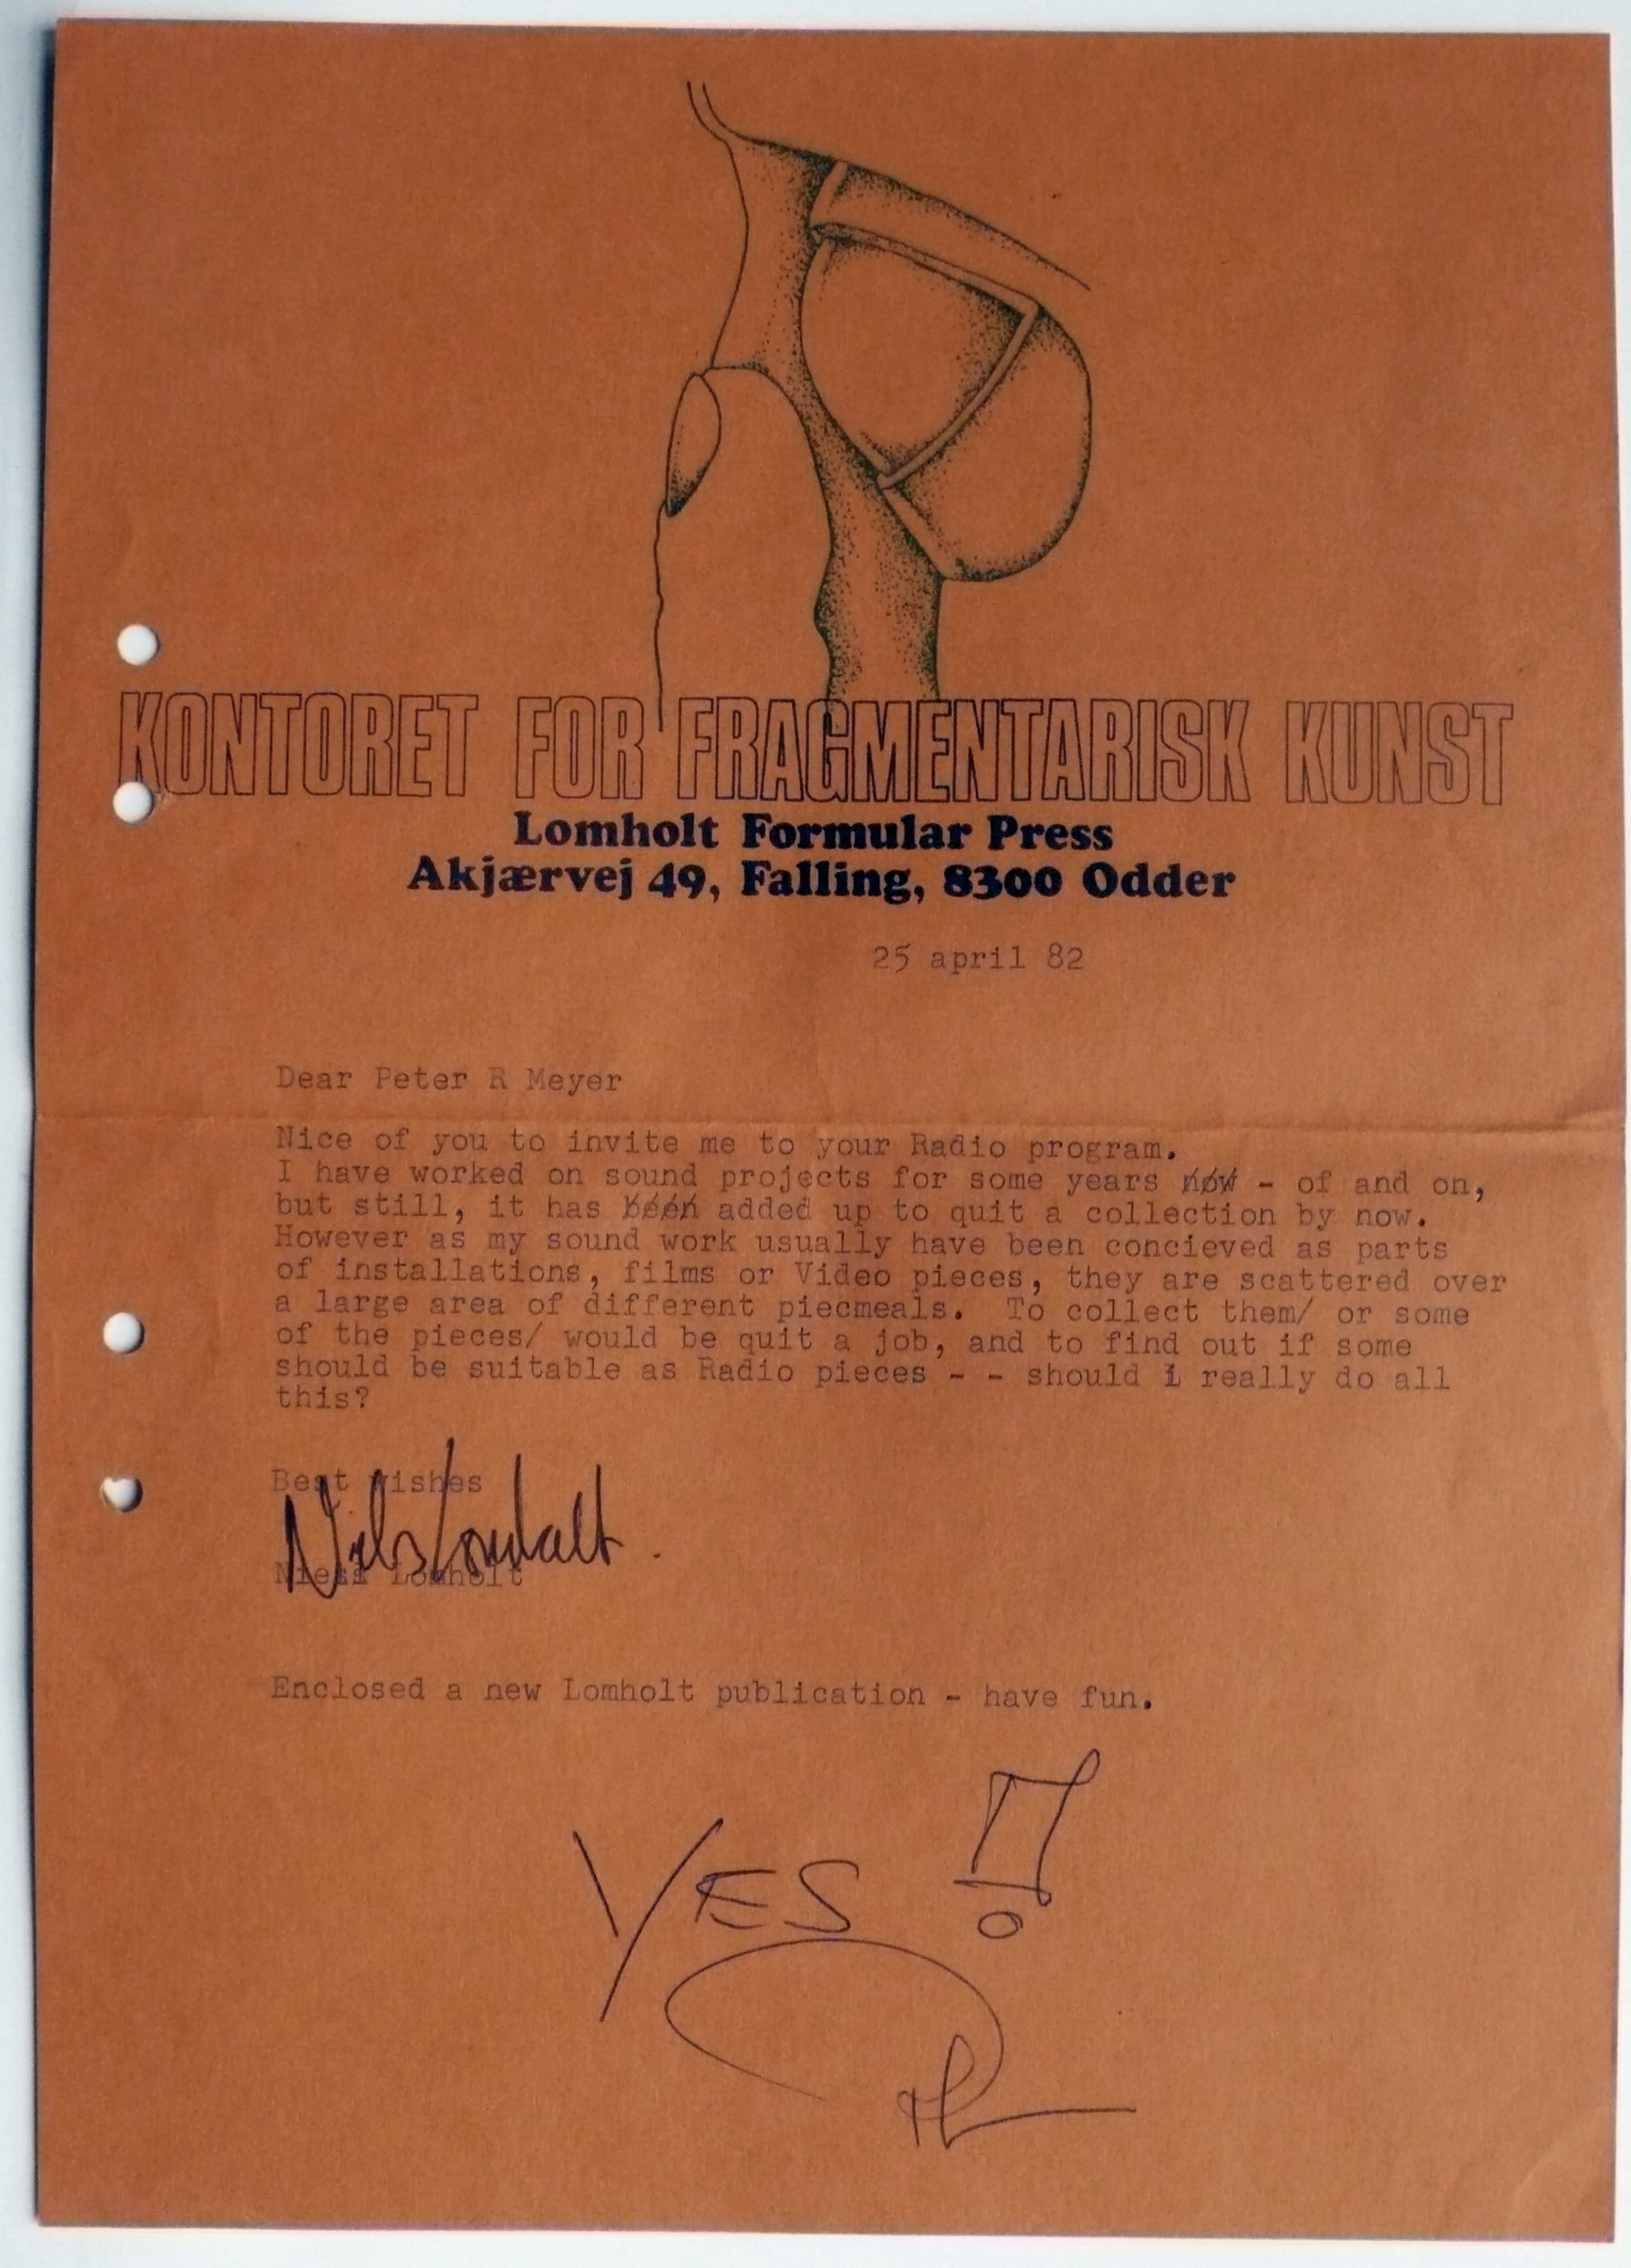 KONTORET FOR FRAGMENTARISK KUNST
Lomholt Formular Press
Akjærvej 49, Falling, 8300 Odder
25 april 82
Dear Peter R Meyer
Nice of you to invite me to your Radio program.
I have worked on sound projects for some years now - of and on,
but still, it has been added up to quit a collection by now.
However as my sound work usually have been concieved as parts
of installations, films or Video pieces, they are scattered over
a large area of different piecmeals. To collect them/ or some
of the pieces/ would be quit a job, and to find out if some
should be suitable as Radio pieces - - should i really do all
this?
Best wishes
Niels Lomholt
Lomholt
Enclosed a new Lomholt publication - have fun.
YES !